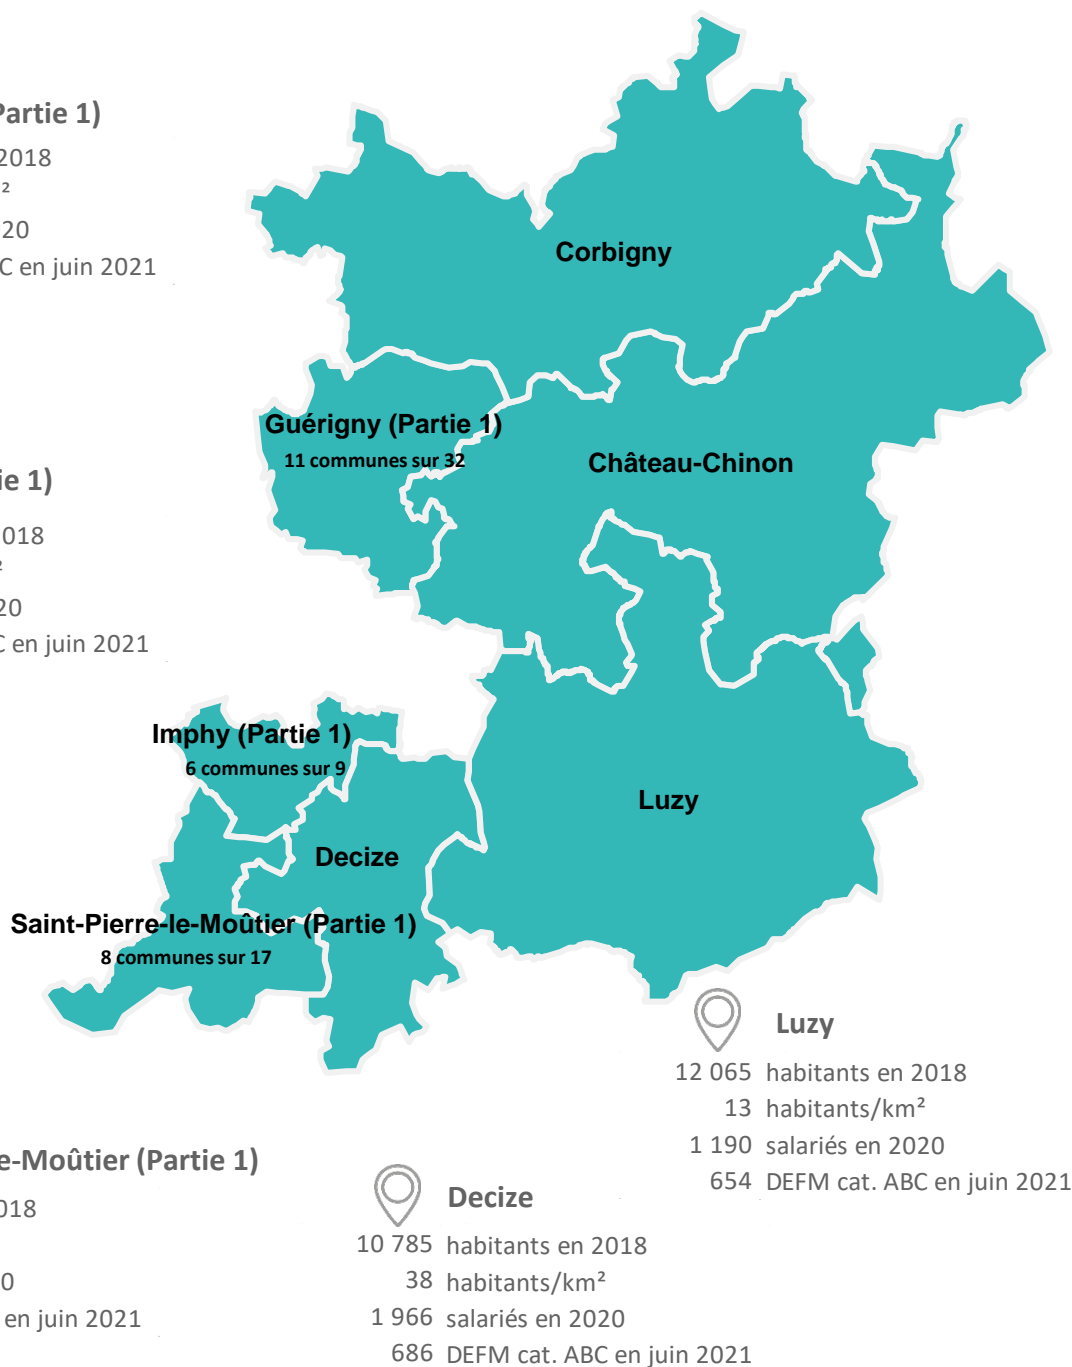 Partie 1)
2018
²
20
C en juin 2021
Corbigny
Guérigny (Partie 1)
11 communes sur 32
Château-Chinon
ie 1)
018
²
20
C en juin 2021
Imphy (Partie 1)
6 communes sur 9
Luzy
Decize
Saint-Pierre-le-Moûtier (Partie 1)
8 communes sur 17
Luzy
12 065 habitants en 2018
13 habitants/km²
1 190 salariés en 2020
654 DEFM cat. ABC en juin 2021
e-Moûtier (Partie 1)
018
0
en juin 2021
Decize
10 785 habitants en 2018
38 habitants/km²
1 966 salariés en 2020
686 DEFM cat. ABC en juin 2021